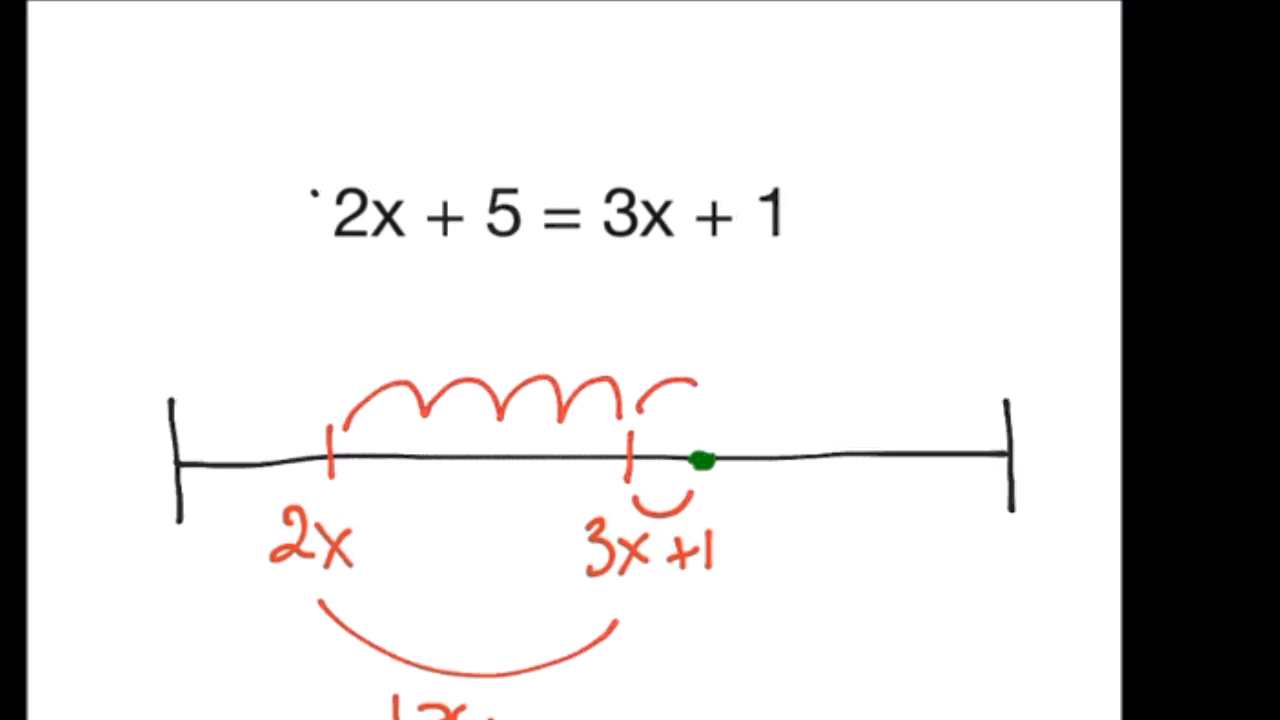 2x + 5 = 3x + 1
2x 3x +1